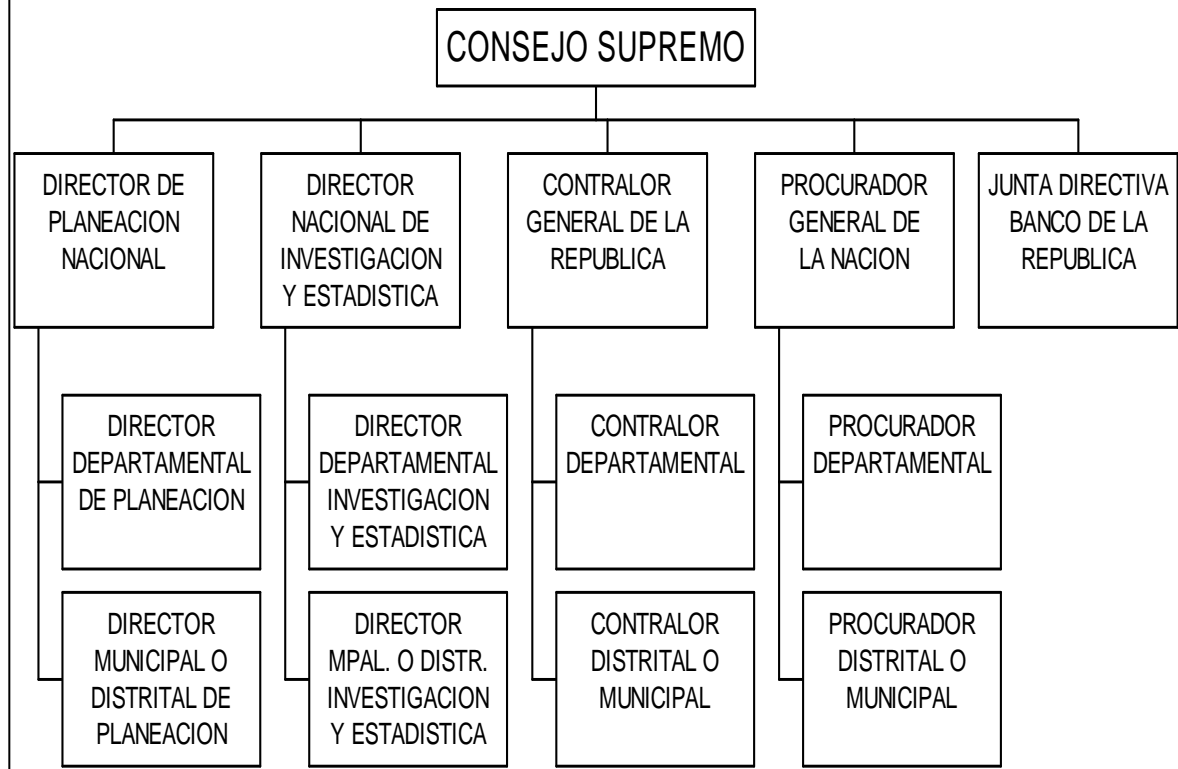 CONSEJO SUPREMO
DIRECTOR DE
PLANEACION
NACIONAL
DIRECTOR
NACIONAL DE
INVESTIGACION
Y ESTADISTICA
CONTRALOR
GENERAL DE LA
REPUBLICA
PROCURADOR
GENERAL DE
LA NACION
JUNTA DIRECTIVA
BANCO DE LA
REPUBLICA
DIRECTOR
DEPARTAMENTAL
DE PLANEACION
DIRECTOR
DEPARTAMENTAL
INVESTIGACION
Y ESTADISTICA
CONTRALOR
DEPARTAMENTAL
PROCURADOR
DEPARTAMENTAL
DIRECTOR
MUNICIPAL O
DISTRITAL DE
PLANEACION
DIRECTOR
MPAL. O DISTR.
INVESTIGACION
Y ESTADISTICA
CONTRALOR
DISTRITAL O
MUNICIPAL
PROCURADOR
DISTRITAL O
MUNICIPAL